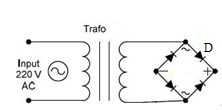 Trafo
D
Input
220 V
AC
~
~
− +